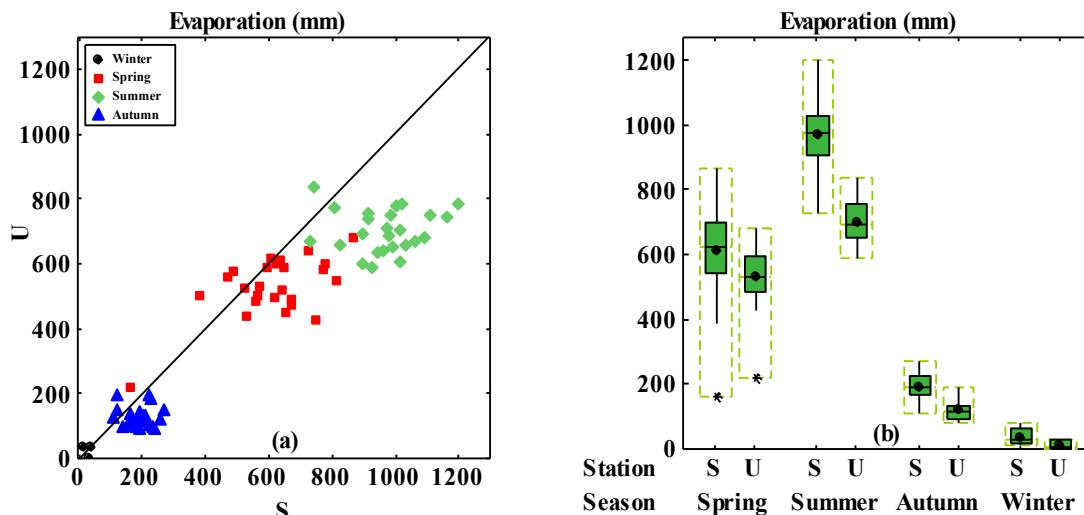 Evaporation (mm)
1200
1000
800
600
400
200
0
U
Winter
Spring
Summer
Autumn
(a)
0 200 400 600 800 1000 1200
S
Evaporation (mm)
1200
1000
800
600
400
200
0
(b)
Station S U S U S U S U
Season Spring Summer Autumn Winter